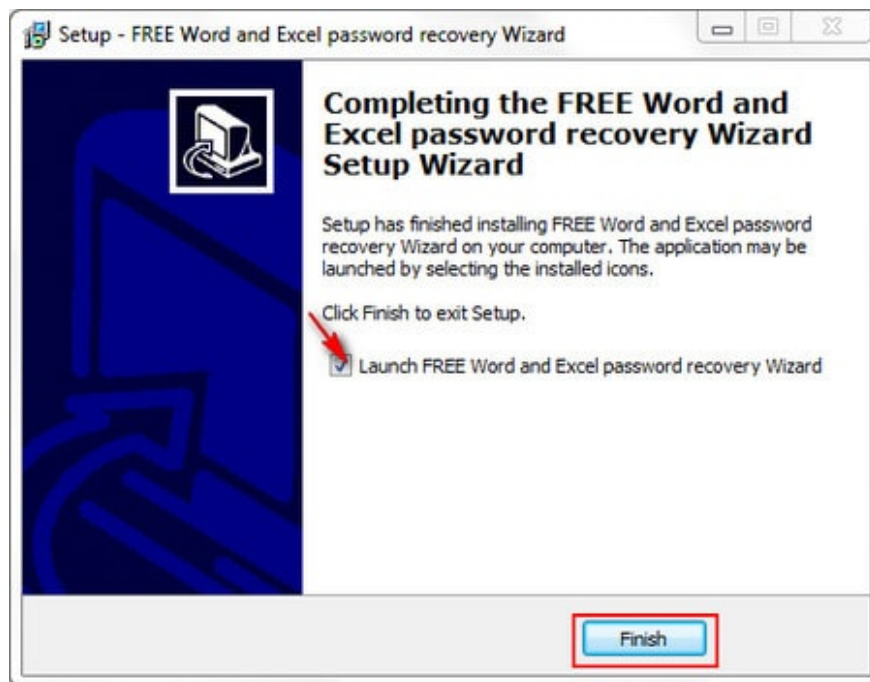 Setup - FREE Word and Excel password recovery Wizard
Completing the FREE Word and
Excel password recovery Wizard
Setup Wizard
Setup has finished installing FREE Word and Excel password
recovery Wizard on your computer. The application may be
launched by selecting the installed icons.
Click Finish to exit Setup.
Launch FREE Word and Excel password recovery Wizard
Finish